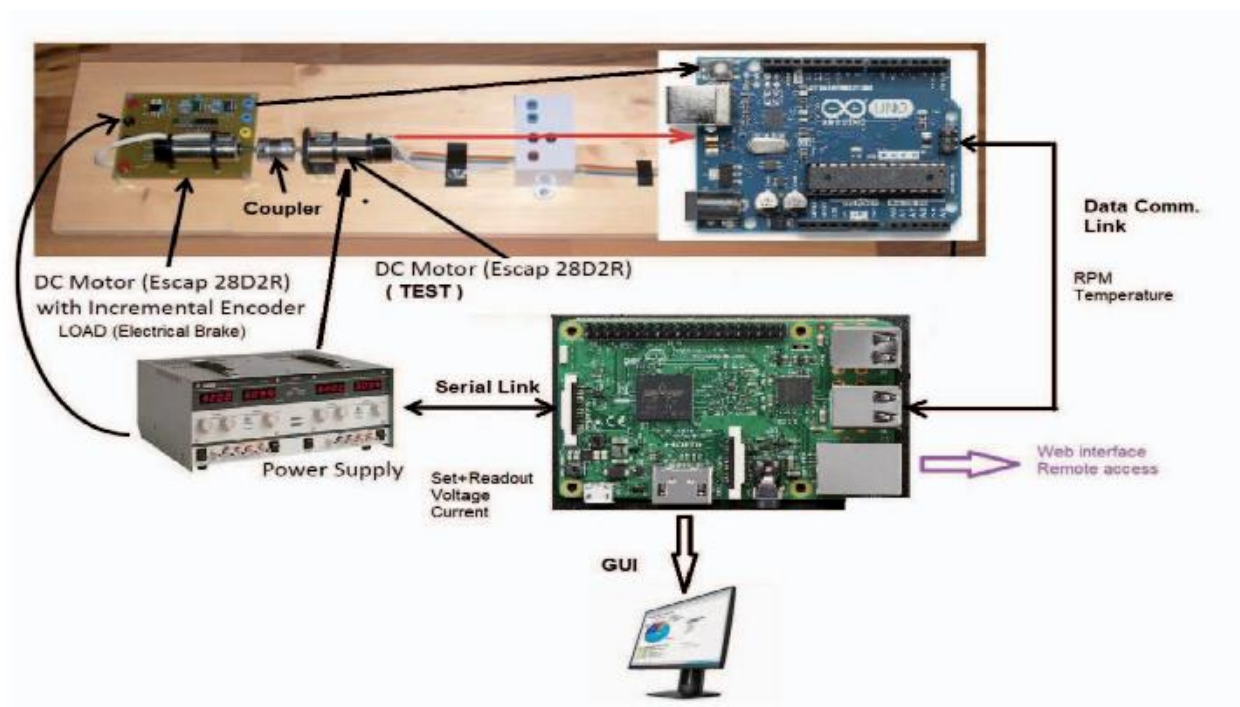 Coupler
DC Motor (Escap 28D2R)
with Incremental Encoder
LOAD (Electrical Brake)
DC Motor (Escap 28D2R)
( TEST )
UNO
ARDUINO
Data Comm.
Link
RPM
Temperature
Serial Link
Power Supply
Set+Readout
Voltage
Current
Web interface
Remote access
GUI